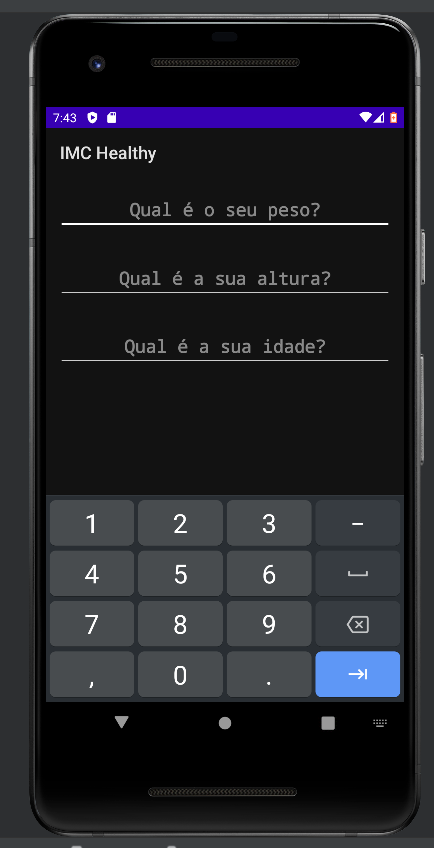 7:43
IMC Healthy
Qual é o seu peso?
Qual é a sua altura?
Qual é a sua idade?
1 2 3 -
4 5 6
7 8 9
, 0 .